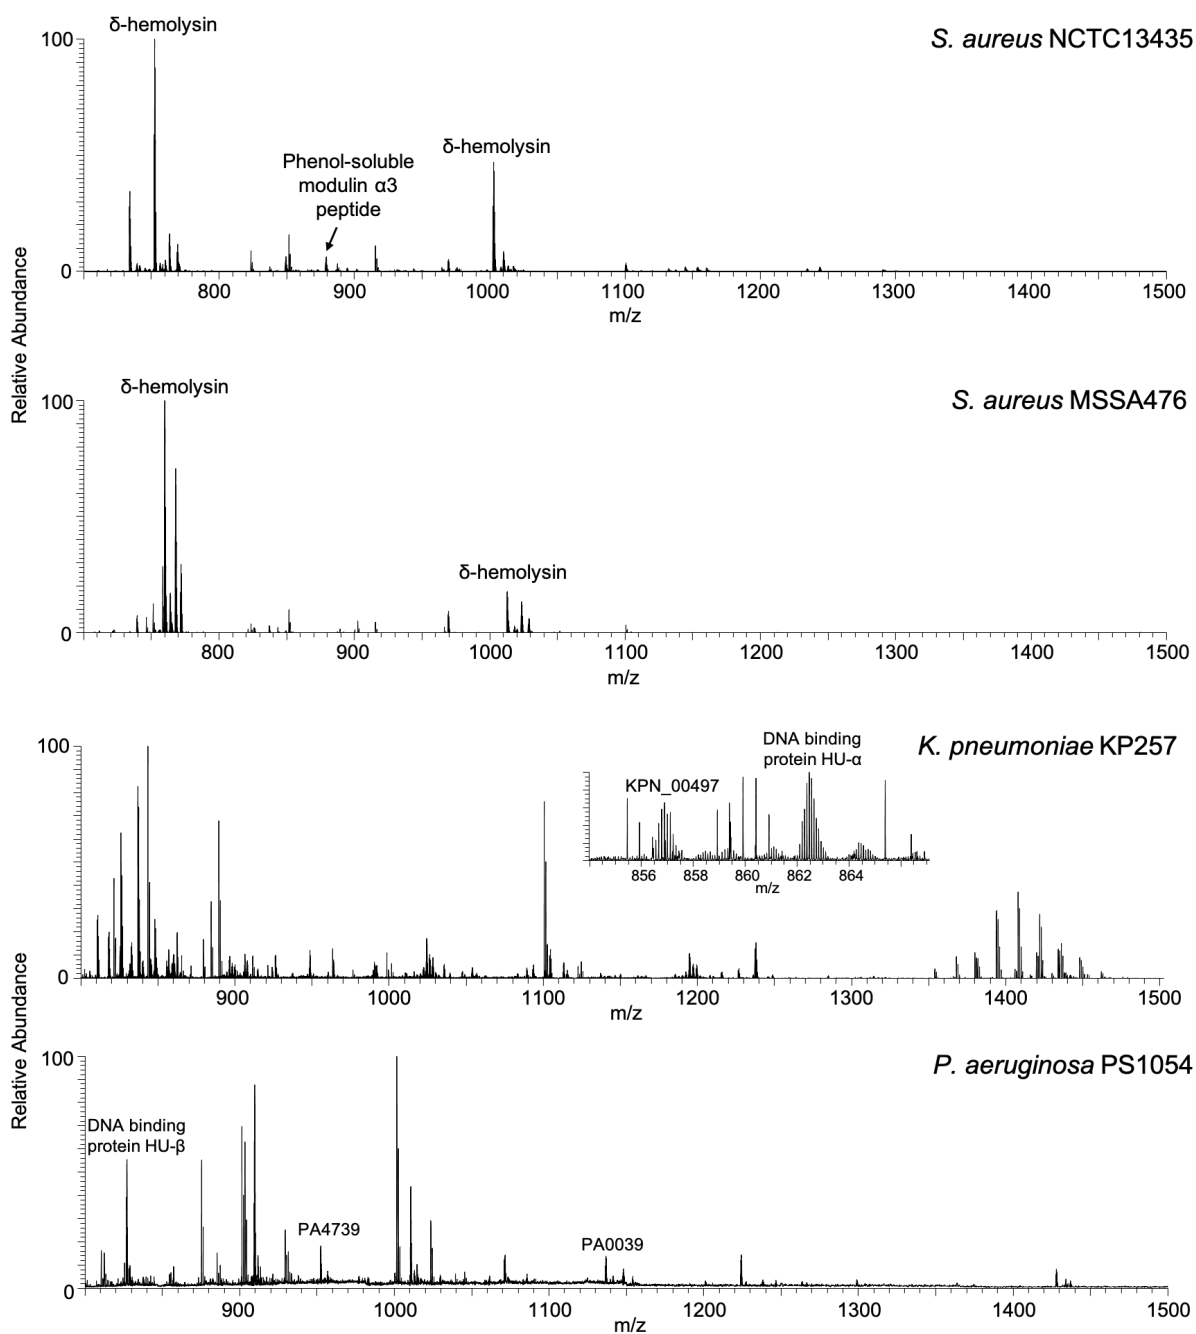 δ-hemolysin
S. aureus NCTC13435
100
δ-hemolysin
Phenol-soluble
modulin α3
peptide
0
800 900 1000 1100 1200 1300 1400 1500
m/z
Relative Abundance
δ-hemolysin
S. aureus MSSA476
100
δ-hemolysin
0
800 900 1000 1100 1200 1300 1400 1500
m/z
K. pneumoniae KP257
100
DNA binding
protein HU-α
KPN_00497
856 858 860 862 864
m/z
0
900 1000 1100 1200 1300 1400 1500
m/z
Relative Abundance
P. aeruginosa PS1054
100
DNA binding
protein HU-β
PA4739
PA0039
0
900 1000 1100 1200 1300 1400 1500
m/z